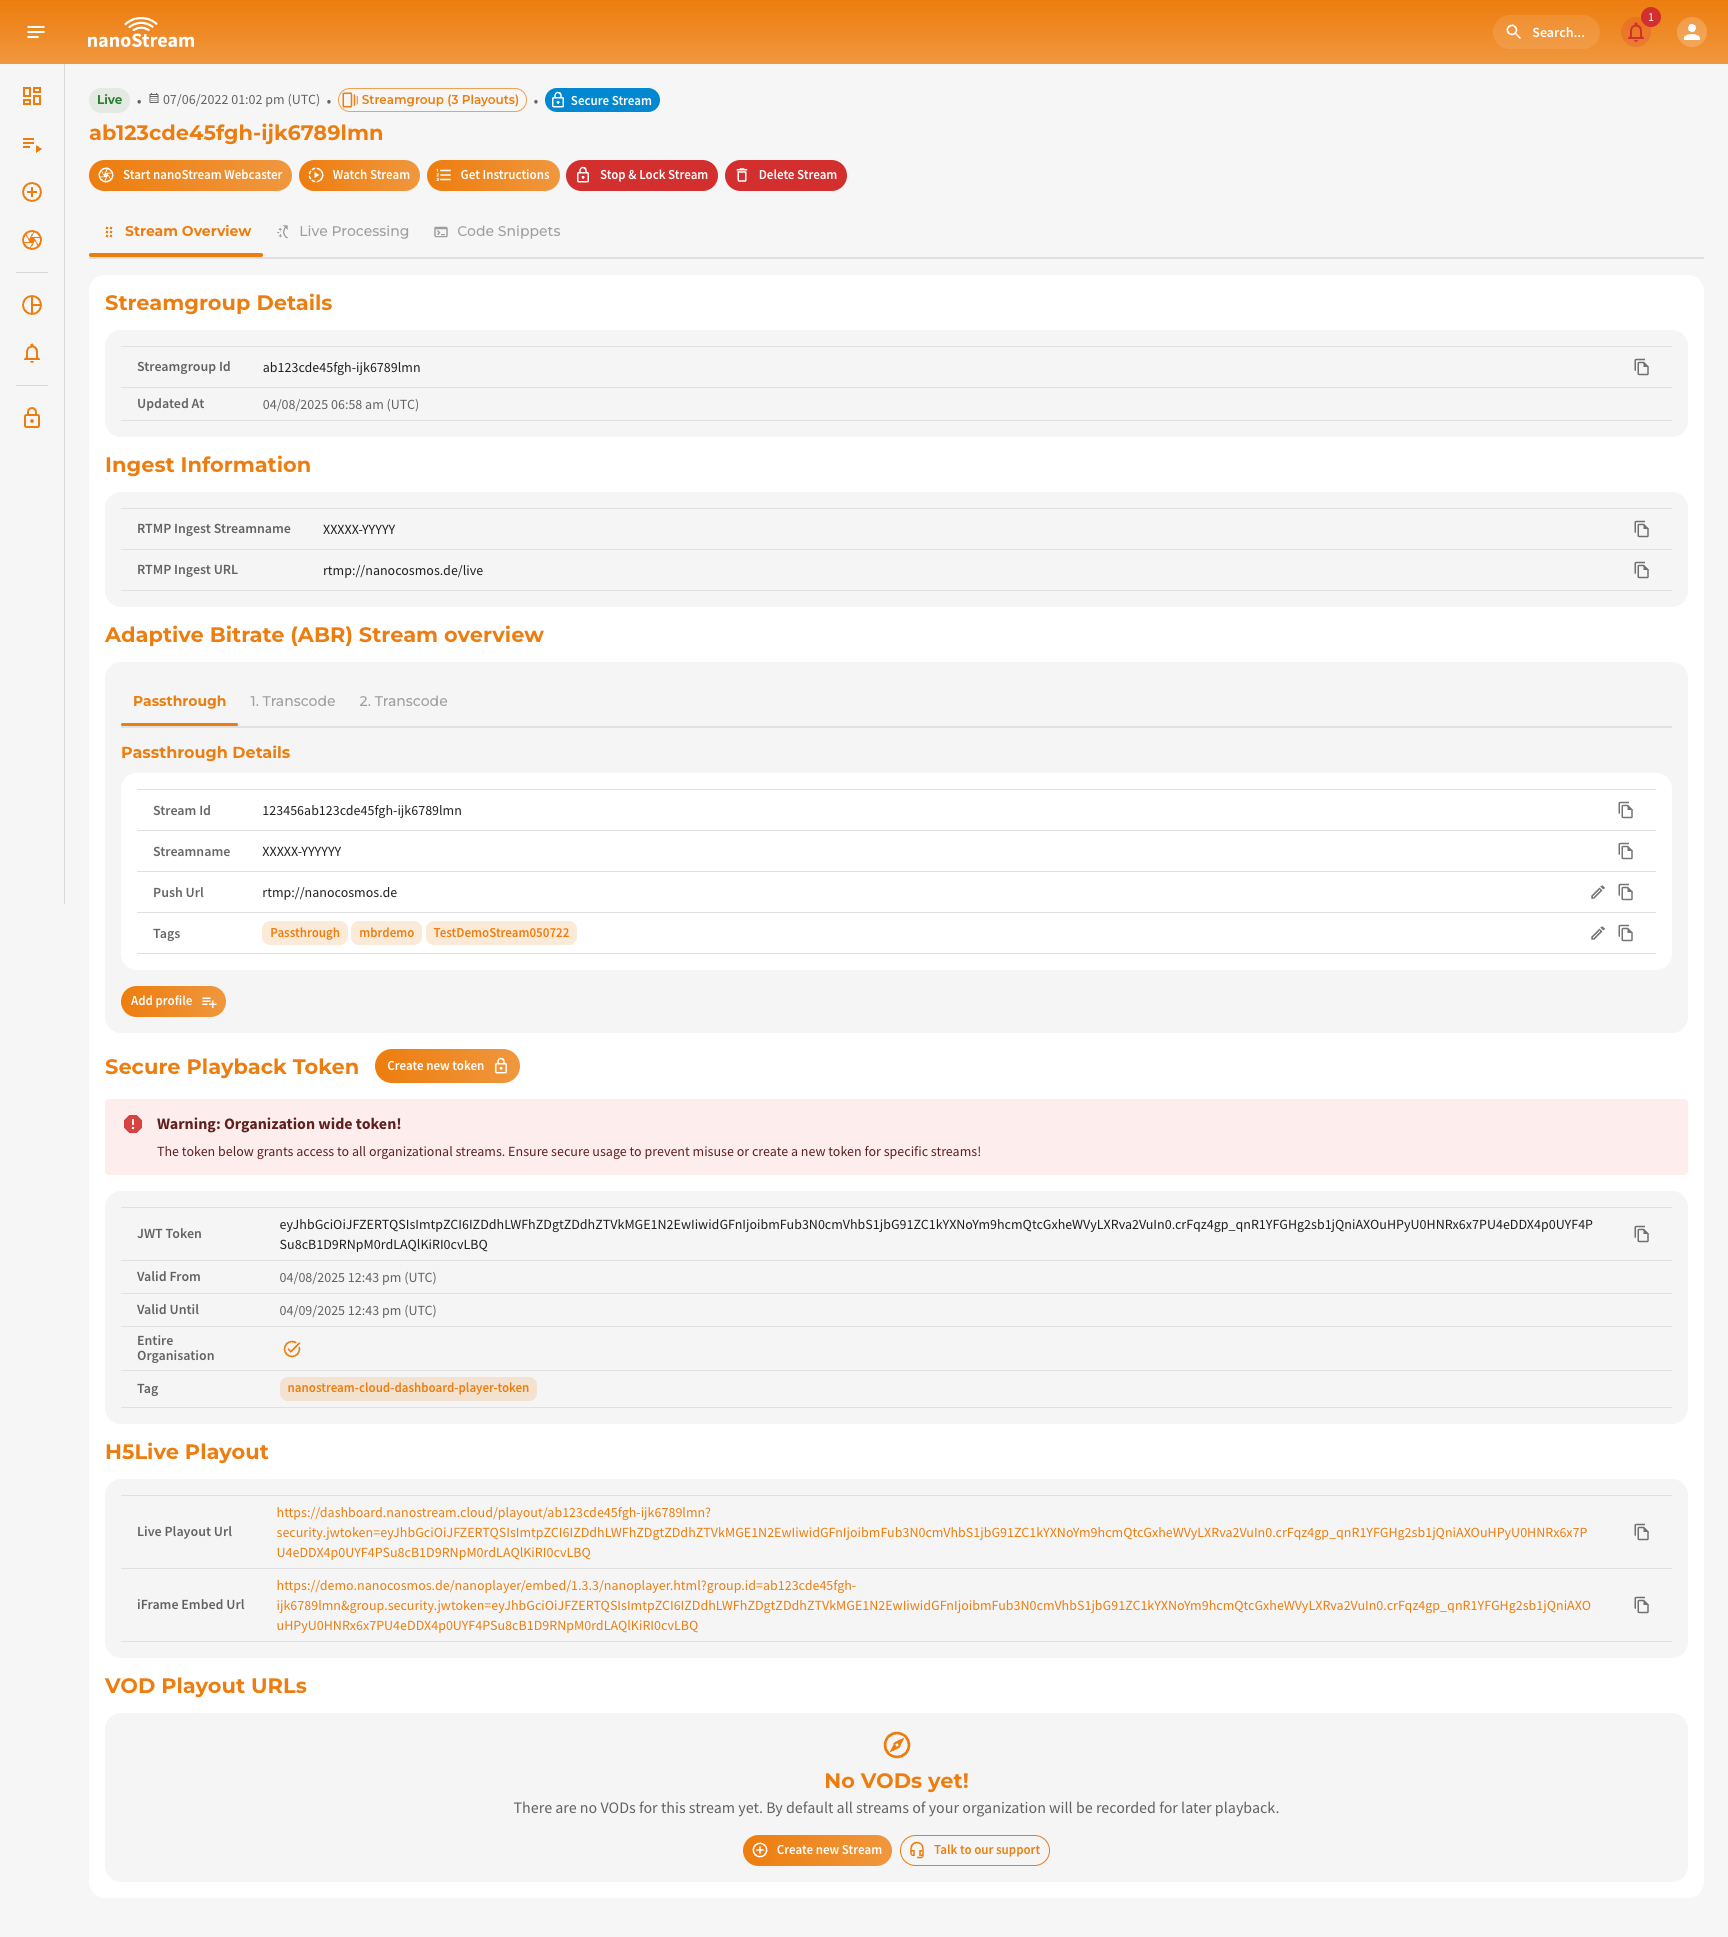 nanoStream
Search...
1
Live • 07/06/2022 01:02 pm (UTC) • Streamgroup (3 Playouts) • Secure Stream
ab123cde45fgh-ijk6789lmn
Start nanoStream Webcaster
Watch Stream
Get Instructions
Stop & Lock Stream
Delete Stream
Stream Overview
Live Processing
Code Snippets
Streamgroup Details
Streamgroup Id ab123cde45fgh-ijk6789lmn
Updated At 04/08/2025 06:58 am (UTC)
Ingest Information
RTMP Ingest Streamname XXXXX-YYYYY
RTMP Ingest URL rtmp://nanocosmos.de/live
Adaptive Bitrate (ABR) Stream overview
Passthrough
1. Transcode
2. Transcode
Passthrough Details
Stream Id 123456ab123cde45fgh-ijk6789lmn
Streamname XXXXX-YYYYYY
Push Url rtmp://nanocosmos.de
Tags Passthrough mbrdemo TestDemoStream050722
Add profile
Secure Playback Token
Create new token
Warning: Organization wide token!
The token below grants access to all organizational streams. Ensure secure usage to prevent misuse or create a new token for specific streams!
JWT Token
eyJhbGciOiJFZERTQSIsImtpZCI6IZDdhLWFhZDgtZDdhZTVkMGE1N2EwIiwidGFnIjoibmFub3N0cmVhbS1jbG91ZC1kYXNoYm9hcmQtcGxheWVyLXRva2VuIn0.crFqz4gp_qnR1YFGHg2sb1jQniAXOuHPyU0HNRx6x7PU4eDDX4p0UYF4P
Su8cB1D9RNpM0rdLAQlKiRI0cvLBQ
Valid From 04/08/2025 12:43 pm (UTC)
Valid Until 04/09/2025 12:43 pm (UTC)
Entire
Organisation
Tag nanostream-cloud-dashboard-player-token
H5Live Playout
Live Playout Url
https://dashboard.nanostream.cloud/playout/ab123cde45fgh-ijk6789lmn?
security.jwtoken=eyJhbGciOiJFZERTQSIsImtpZCI6IZDdhLWFhZDgtZDdhZTVkMGE1N2EwIiwidGFnIjoibmFub3N0cmVhbS1jbG91ZC1kYXNoYm9hcmQtcGxheWVyLXRva2VuIn0.crFqz4gp_qnR1YFGHg2sb1jQniAXOuHPyU0HNRx6x7P
U4eDDX4p0UYF4PSu8cB1D9RNpM0rdLAQlKiRI0cvLBQ
iFrame Embed Url
https://demo.nanocosmos.de/nanoplayer/embed/1.3.3/nanoplayer.html?group.id=ab123cde45fgh-
ijk6789lmn&group.security.jwtoken=eyJhbGciOiJFZERTQSIsImtpZCI6IZDdhLWFhZDgtZDdhZTVkMGE1N2EwIiwidGFnIjoibmFub3N0cmVhbS1jbG91ZC1kYXNoYm9hcmQtcGxheWVyLXRva2VuIn0.crFqz4gp_qnR1YFGHg2sb1jQniAXO
uHPyU0HNRx6x7PU4eDDX4p0UYF4PSu8cB1D9RNpM0rdLAQlKiRI0cvLBQ
VOD Playout URLs
No VODs yet!
There are no VODs for this stream yet. By default all streams of your organization will be recorded for later playback.
Create new Stream
Talk to our support